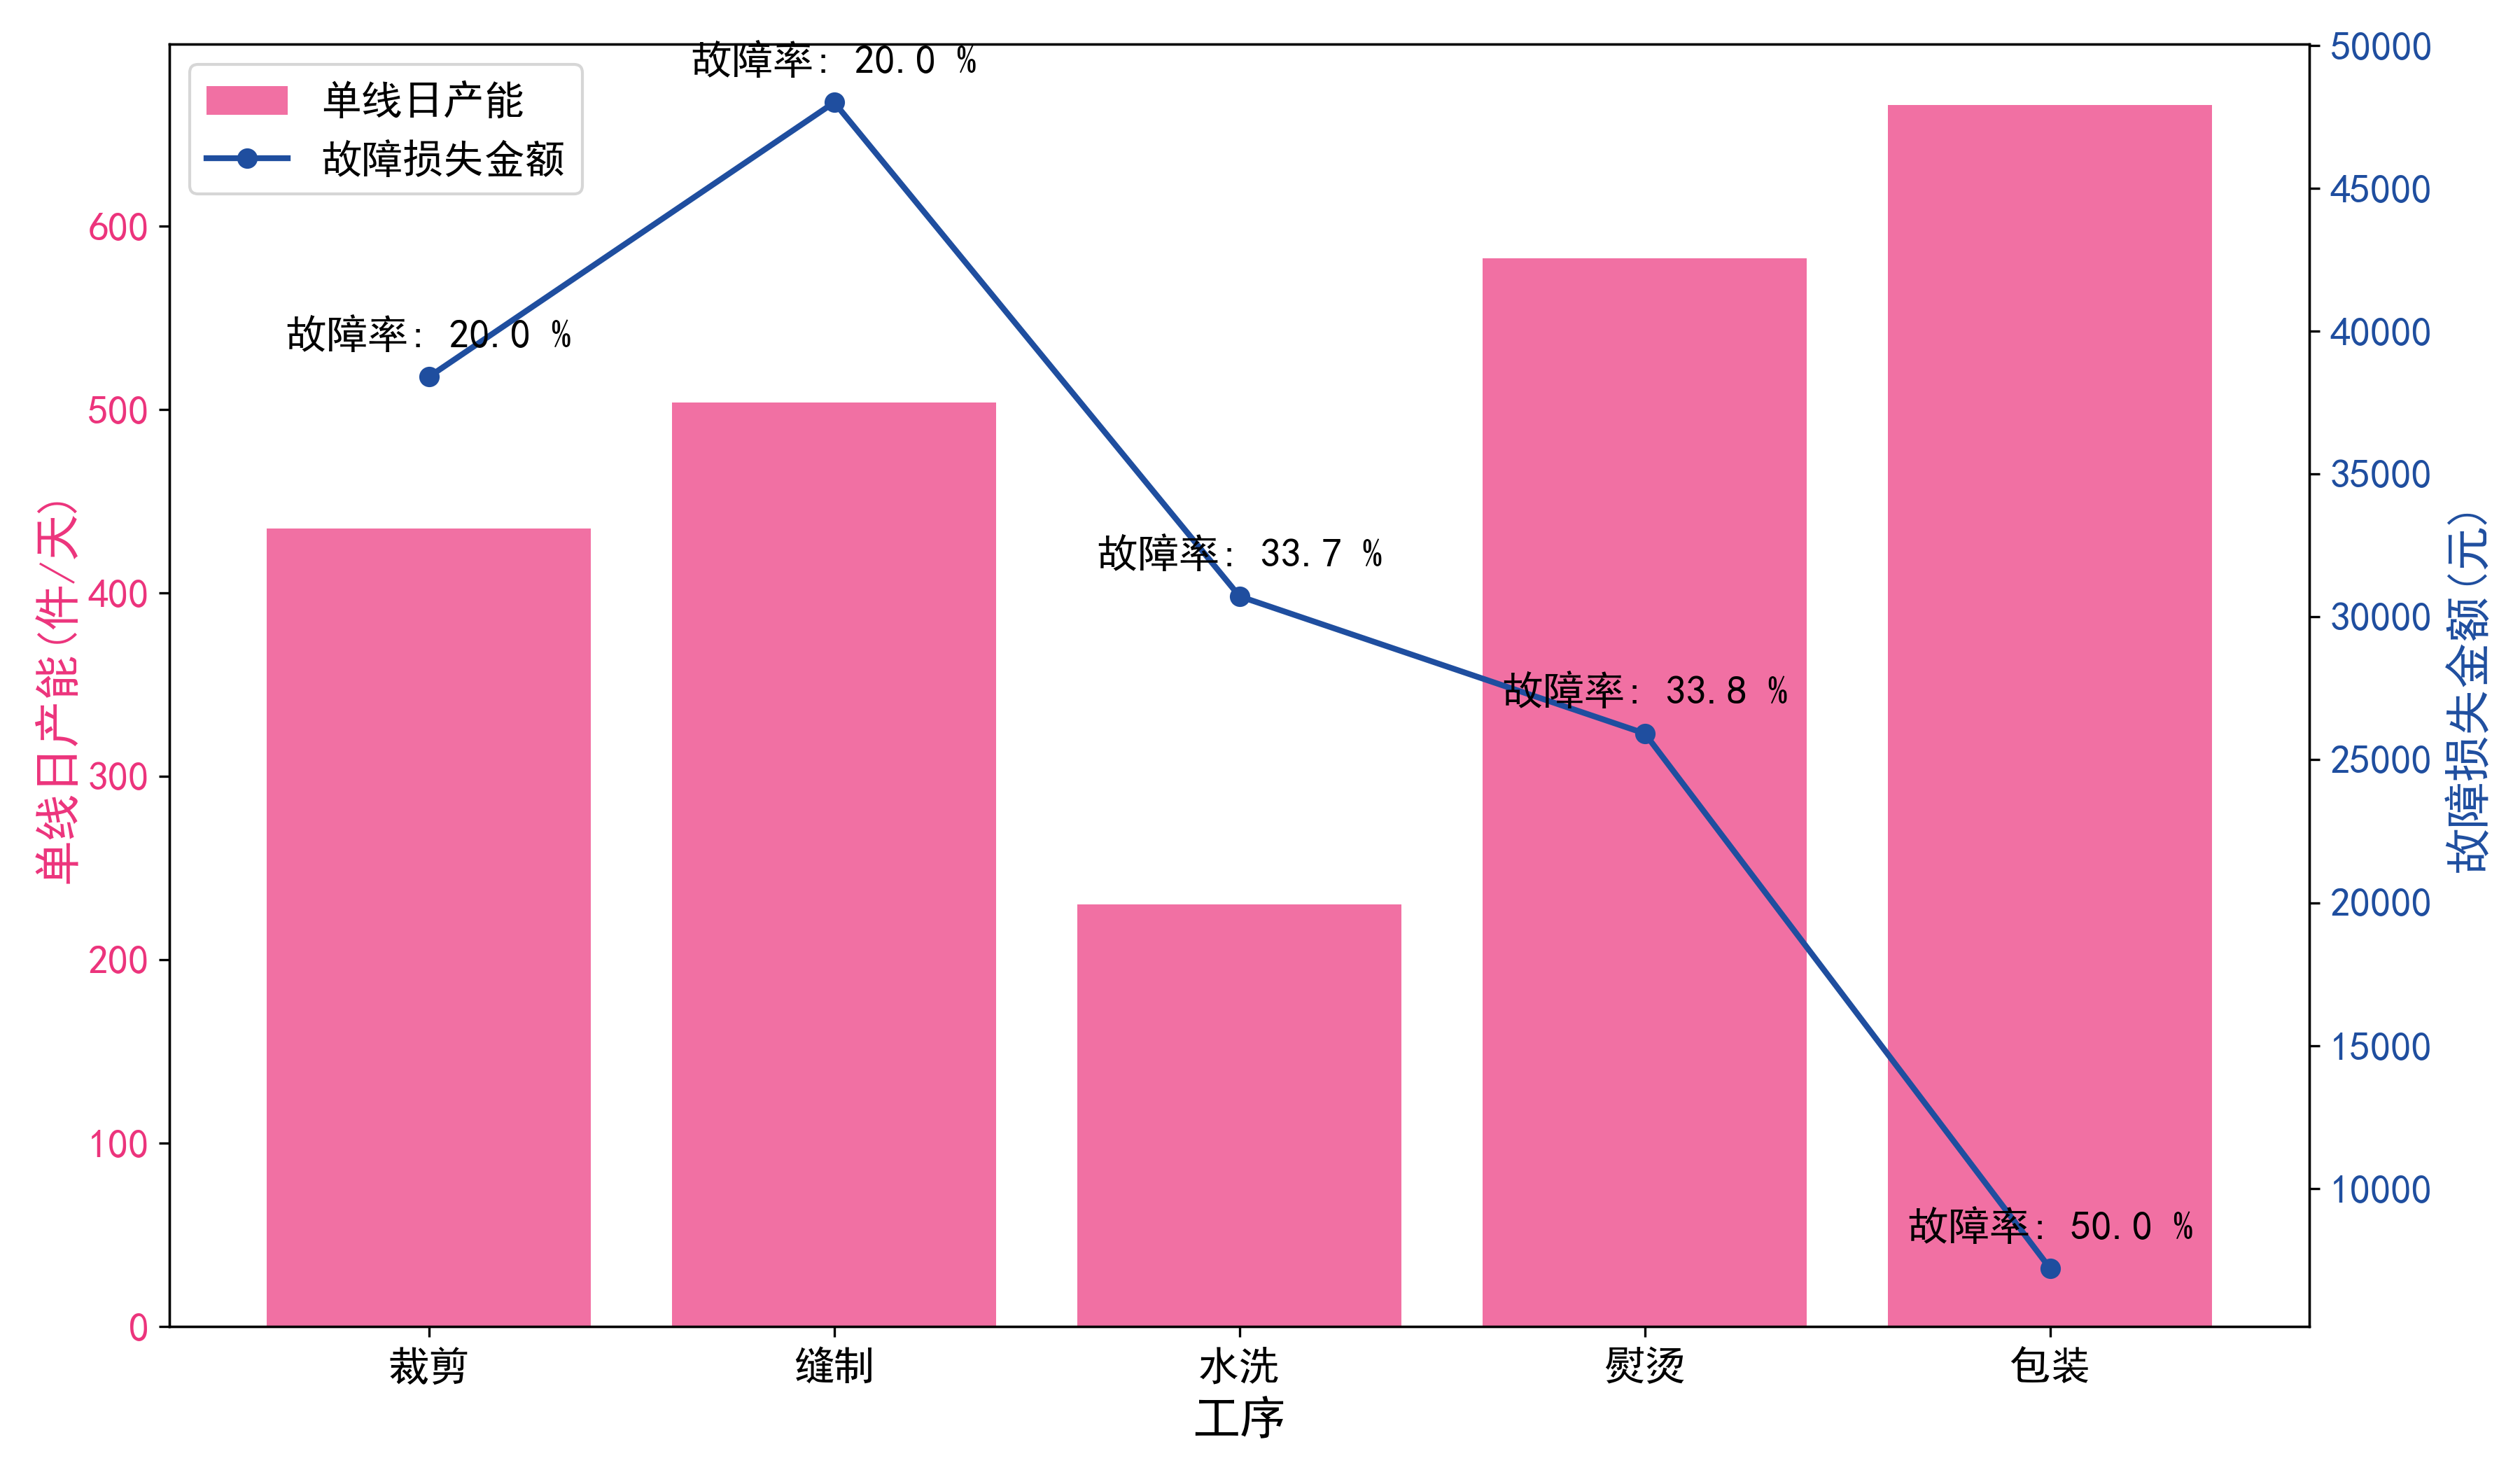 单线日产能
故障损失金额
故障率: 20.0 %
故障率: 20.0 %
故障率: 33.7 %
故障率: 33.8 %
故障率: 50.0 %
单线日产能(件/天)
600
500
400
300
200
100
0
故障损失金额(元)
50000
45000
40000
35000
30000
25000
20000
15000
10000
裁剪
缝制
水洗
熨烫
包装
工序